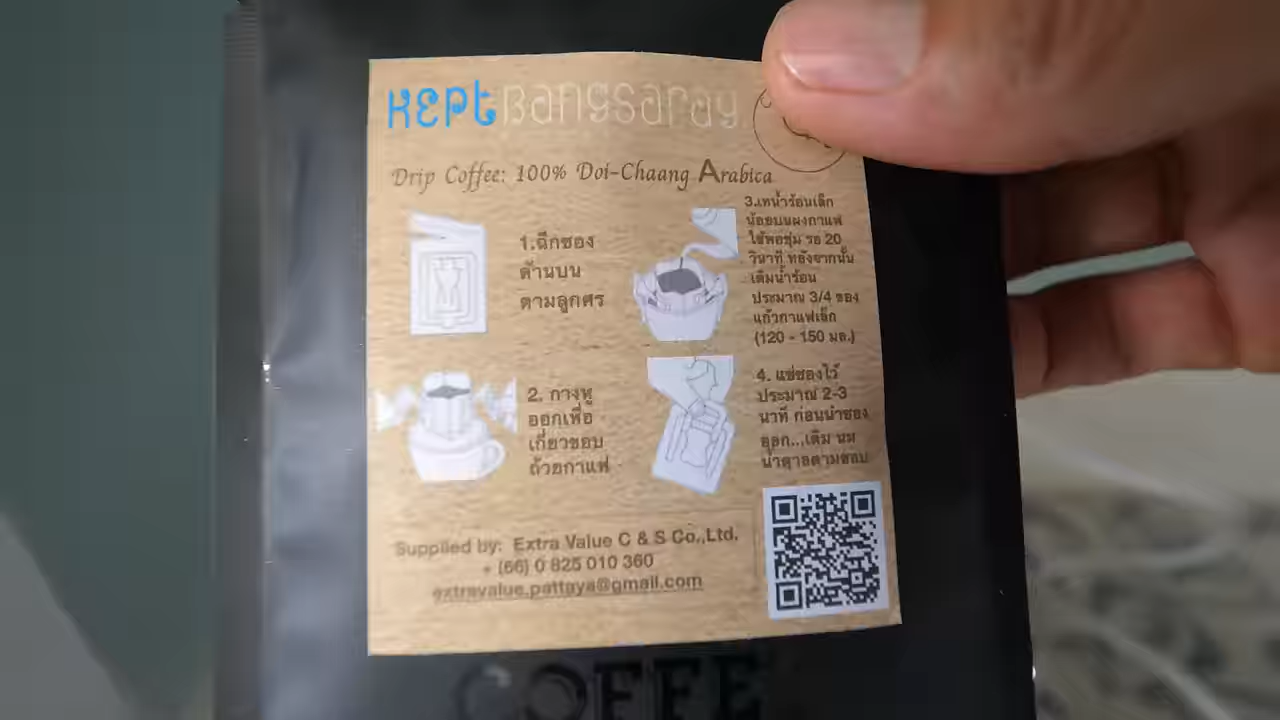 KEPt Bangsaray
Drip Coffee: 100% Doi-Chaang Arabica
1.ฉีกซอง
ด้านบน
ตามลูกศร
2. กางหู
ออกเพื่อ
เกี่ยวขอบ
ถ้วยกาแฟ
3.เทน้ำร้อนเล็ก
น้อยบนผงกาแฟ
ให้พอชุ่ม รอ 20
วินาที หลังจากนั้น
เติมน้ำร้อน
ประมาณ 3/4 ของ
แก้วกาแฟเล็ก
(120 - 150 มล.)
4. แช่ซองไว้
ประมาณ 2-3
นาที ก่อนนำซอง
ออก...เติม นม
น้ำตาลตามชอบ
Supplied by: Extra Value C & S Co.,Ltd.
+ (66) 0 825 010 360
extravalue.pattaya@gmail.com
COFFEE